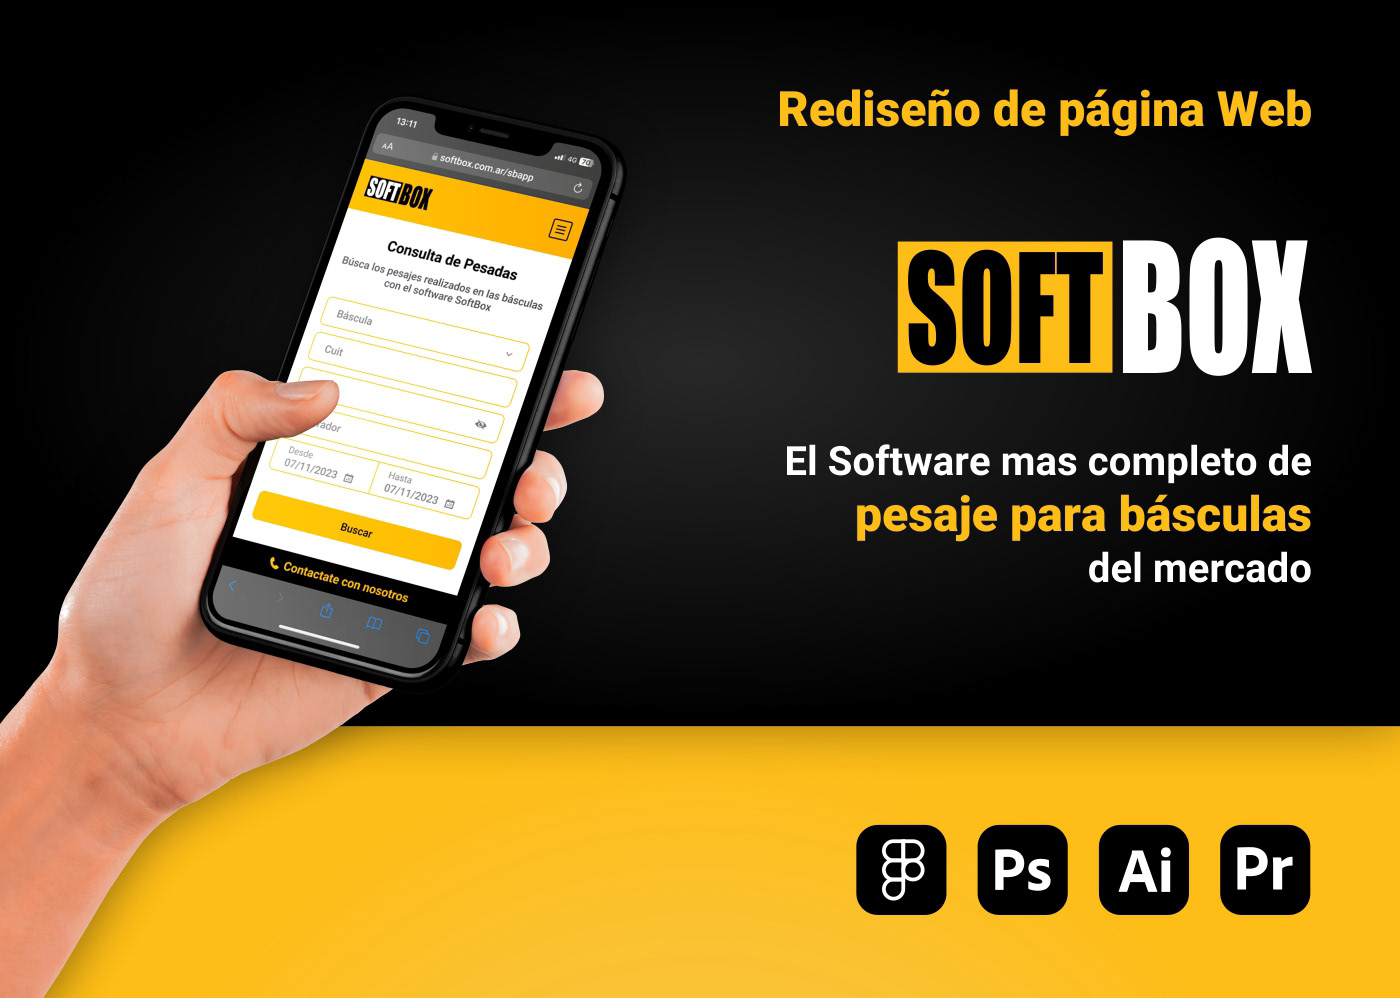 Rediseño de página Web
SOFTBOX
El Software mas completo de
pesaje para básculas
del mercado
13:11
4G 70
AA softbox.com.ar/sbapp
SOFTBOX
Consulta de Pesadas
Búsca los pesajes realizados en las básculas
con el software SoftBox
Báscula
Cuit
rador
Desde
07/11/2023
Hasta
07/11/2023
Buscar
Contactate con nosotros
Ps Ai Pr